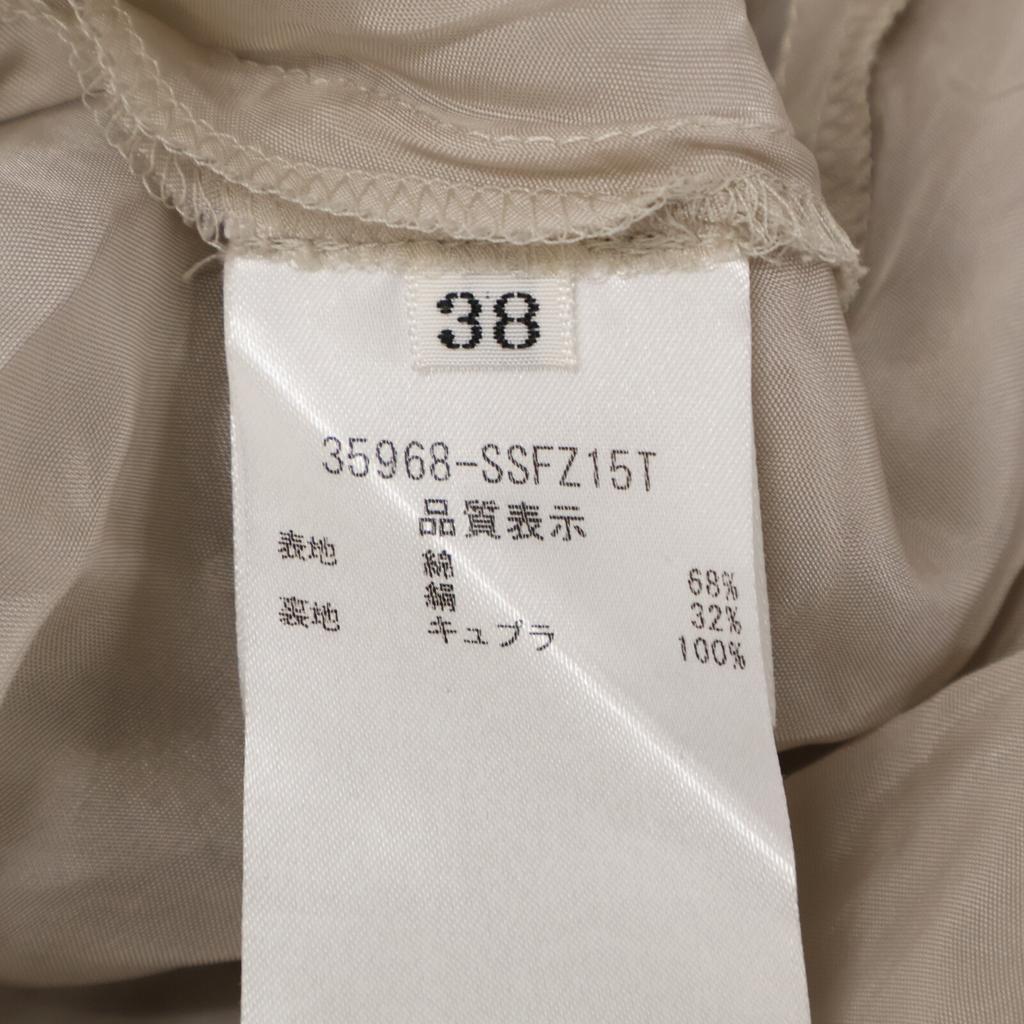 38
35968-SSFZ15T
品質表示
表地 綿 68%
絹 32%
裏地 キュプラ 100%